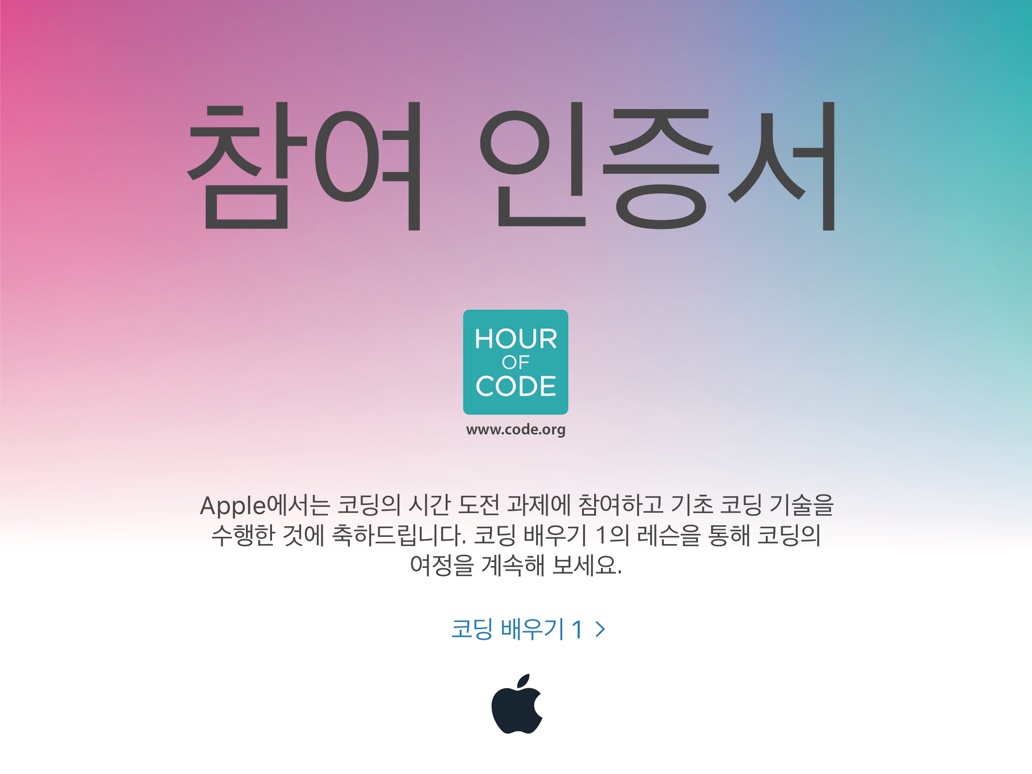 참여 인증서
HOUR
OF
CODE
www.code.org
Apple에서는 코딩의 시간 도전 과제에 참여하고 기초 코딩 기술을
수행한 것에 축하드립니다. 코딩 배우기 1의 레슨을 통해 코딩의
여정을 계속해 보세요.
코딩 배우기 1 >